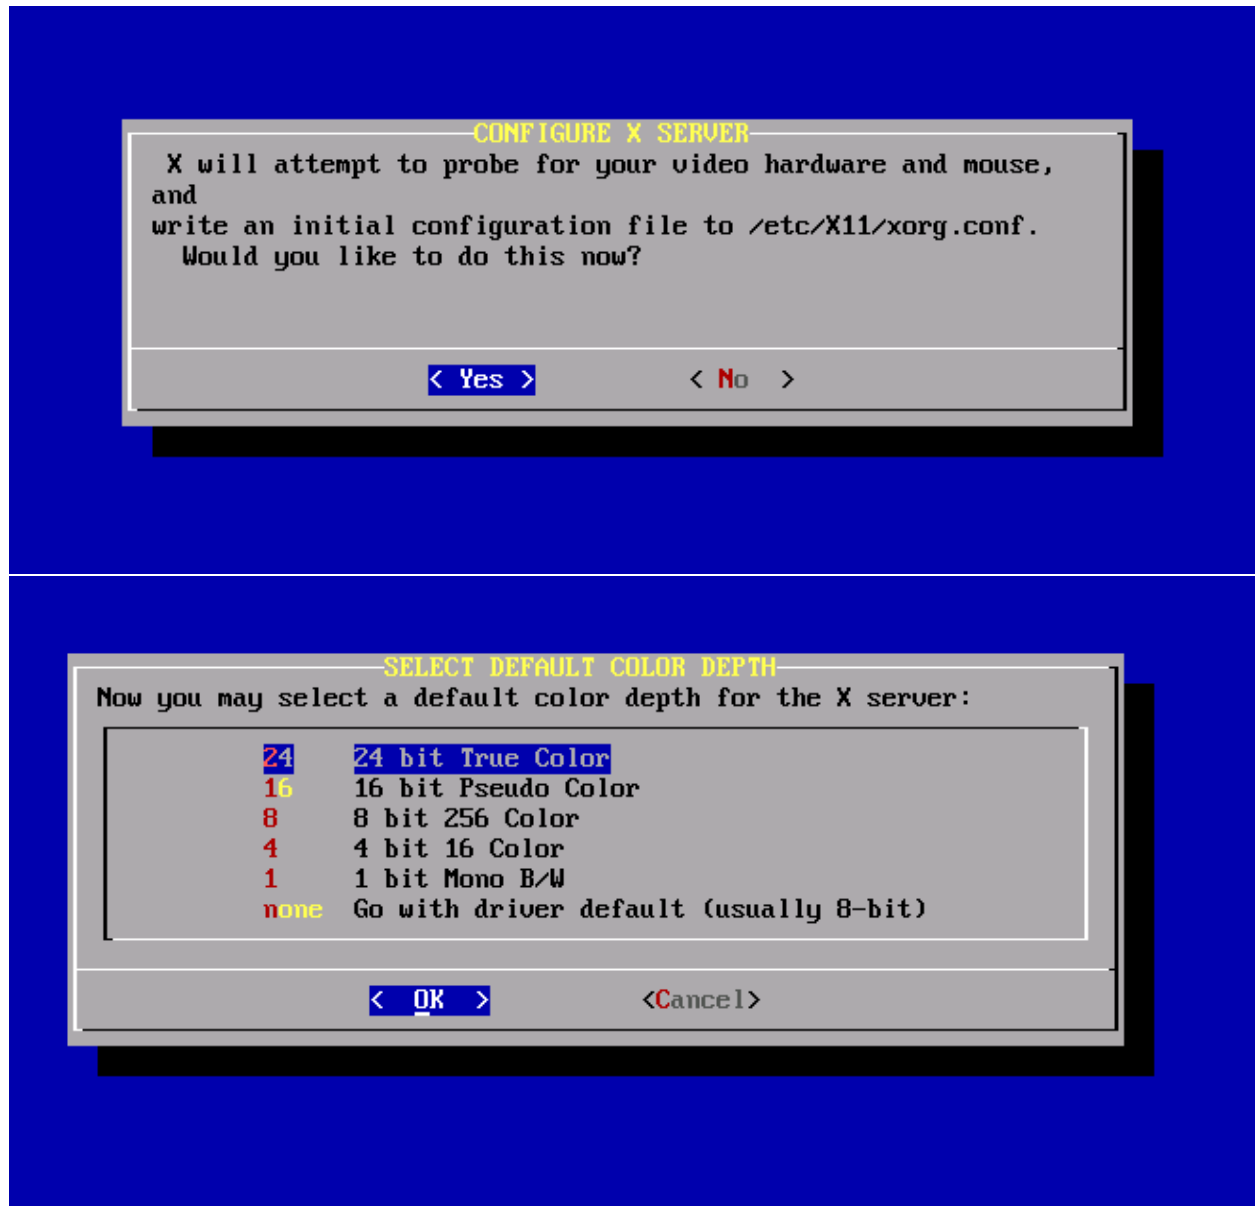 CONFIGURE X SERVER
X will attempt to probe for your video hardware and mouse,
and
write an initial configuration file to /etc/X11/xorg.conf.
Would you like to do this now?
< Yes > < No >
SELECT DEFAULT COLOR DEPTH
Now you may select a default color depth for the X server:
24 24 bit True Color
16 16 bit Pseudo Color
8 8 bit 256 Color
4 4 bit 16 Color
1 1 bit Mono B/W
none Go with driver default (usually 8-bit)
< OK > <Cancel>